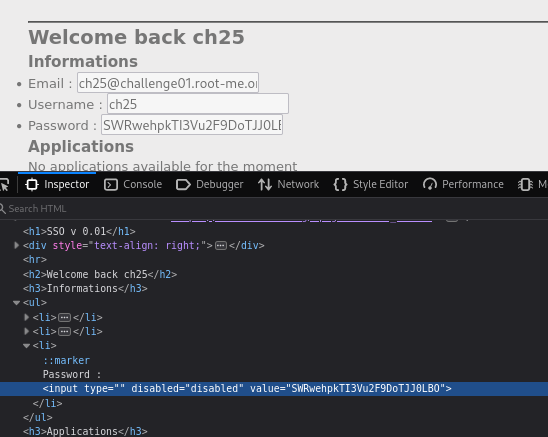 Welcome back ch25
Informations
• Email : ch25@challenge01.root-me.o
• Username : ch25
• Password : SWRwehpkTI3Vu2F9DoTJJ0LB
Applications
No applications available for the moment
Inspector Console Debugger Network Style Editor Performance M
Search HTML
<h1>SSO v 0.01</h1>
<div style="text-align: right;"></div>
<hr>
<h2>Welcome back ch25</h2>
<h3>Informations</h3>
<ul>
<li></li>
<li></li>
<li>
::marker
Password :
<input type="" disabled="disabled" value="SWRwehpkTI3Vu2F9DoTJJ0LBO">
</li>
</ul>
<h3>Applications</h3>